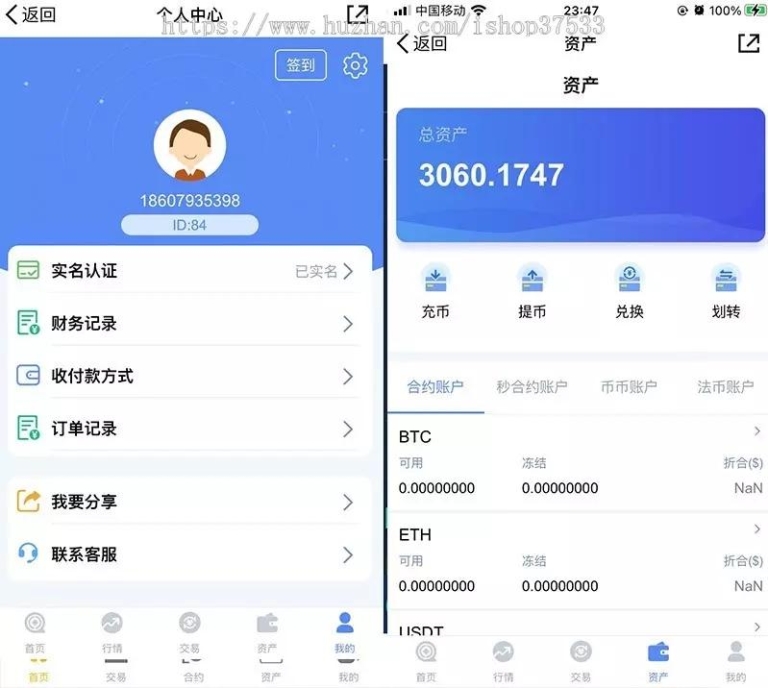 返回
个人中心
https://www.huzhan.com/ishop37533
签到
18607935398
ID:84
实名认证
已实名
财务记录
收付款方式
订单记录
我要分享
联系客服
首页
行情
交易
资产
我的
首页
交易
合约
资产
我的
中国移动
23:47
100%
返回
资产
资产
总资产
3060.1747
充币
提币
兑换
划转
合约账户
秒合约账户
币币账户
法币账户
BTC
可用 冻结 折合($)
0.00000000 0.00000000 NaN
ETH
可用 冻结 折合($)
0.00000000 0.00000000 NaN
USDT
首页
行情
交易
资产
我的